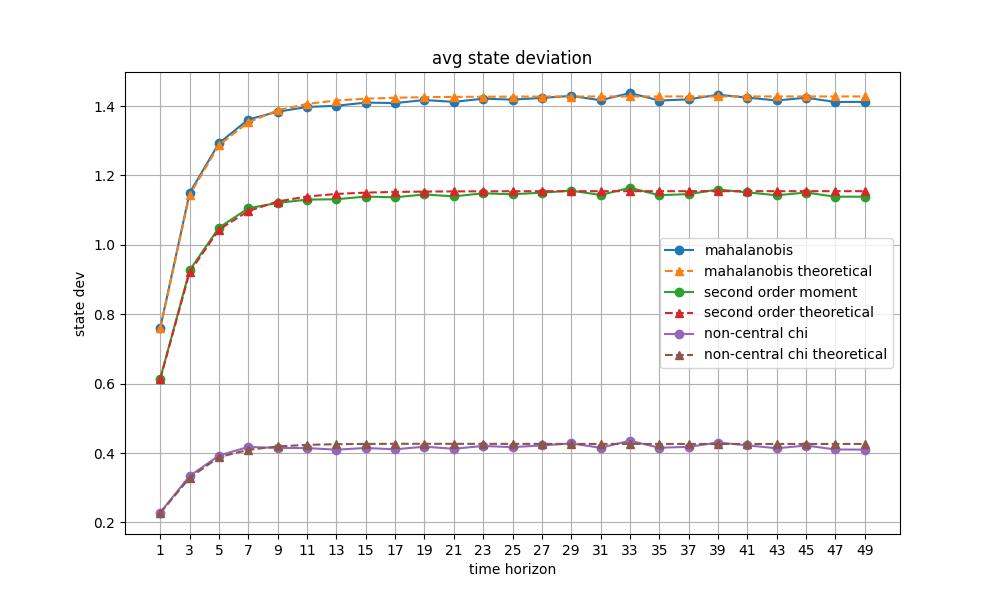 avg state deviation
1.4
1.2
1.0
0.8
0.6
0.4
0.2
state dev
mahalanobis
mahalanobis theoretical
second order moment
second order theoretical
non-central chi
non-central chi theoretical
1 3 5 7 9 11 13 15 17 19 21 23 25 27 29 31 33 35 37 39 41 43 45 47 49
time horizon